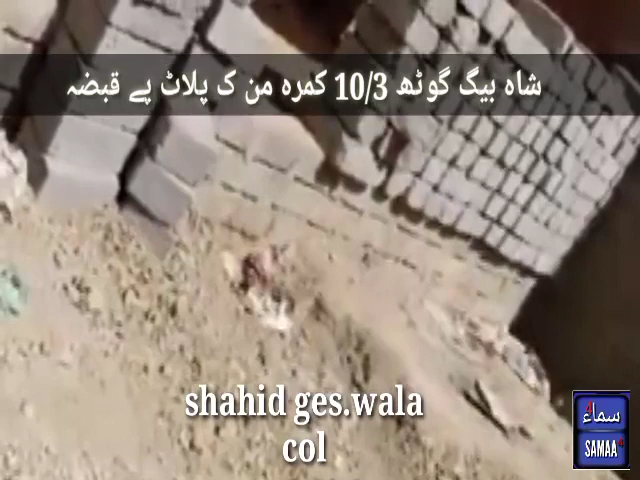 شاہ بیگ گوٹھ 10/3 کمرہ من ک پلاٹ پے قبضہ
shahid ges.wala
col
سماء
SAMAA